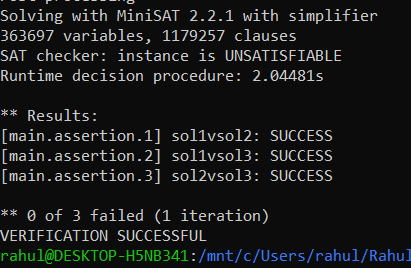 Solving with MiniSAT 2.2.1 with simplifier
363697 variables, 1179257 clauses
SAT checker: instance is UNSATISFIABLE
Runtime decision procedure: 2.04481s
** Results:
[main.assertion.1] sol1vsol2: SUCCESS
[main.assertion.2] sol1vsol3: SUCCESS
[main.assertion.3] sol2vsol3: SUCCESS
** 0 of 3 failed (1 iteration)
VERIFICATION SUCCESSFUL
rahul@DESKTOP-H5NB341:/mnt/c/Users/rahul/Rahul